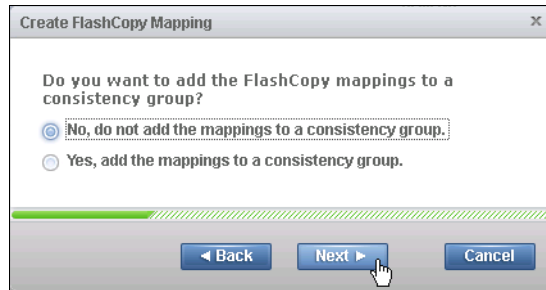 Create FlashCopy Mapping x
Do you want to add the FlashCopy mappings to a
consistency group?
No, do not add the mappings to a consistency group.
Yes, add the mappings to a consistency group.
Back Next Cancel